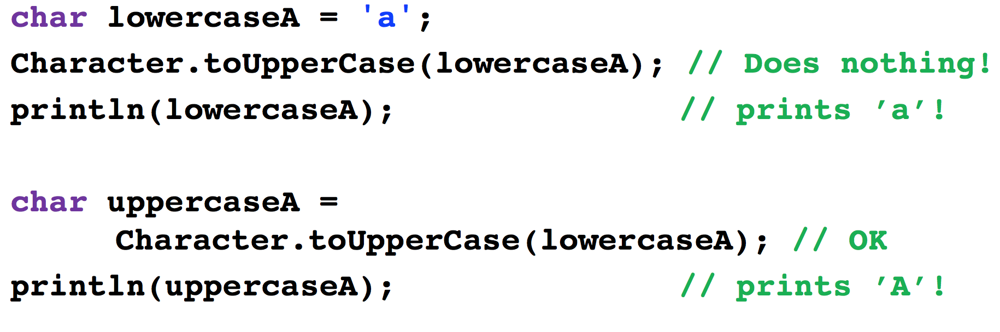 char lowercaseA = 'a';
Character.toUpperCase(lowercaseA); // Does nothing!
println(lowercaseA); // prints ’a’!
char uppercaseA =
Character.toUpperCase(lowercaseA); // OK
println(uppercaseA); // prints ’A’!